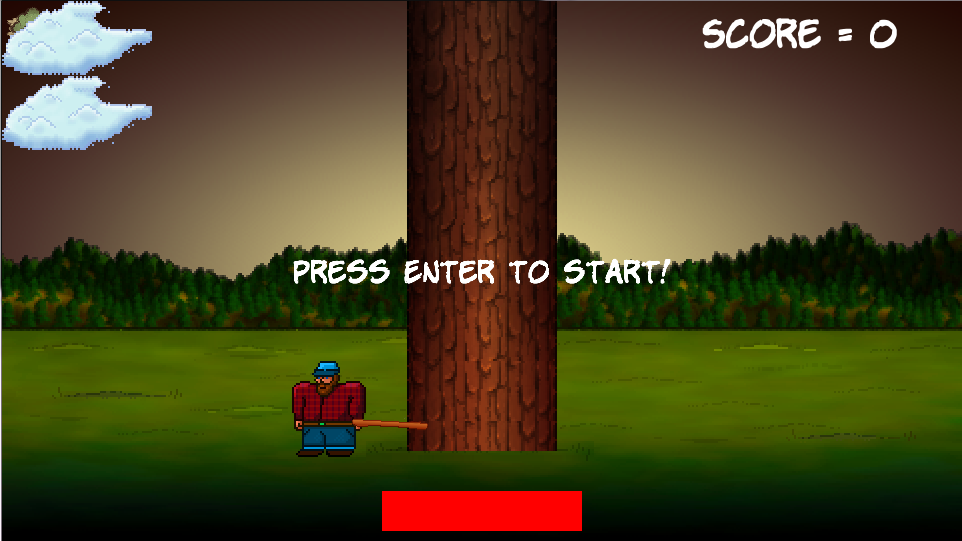 SCORE = 0
PRESS ENTER TO START!